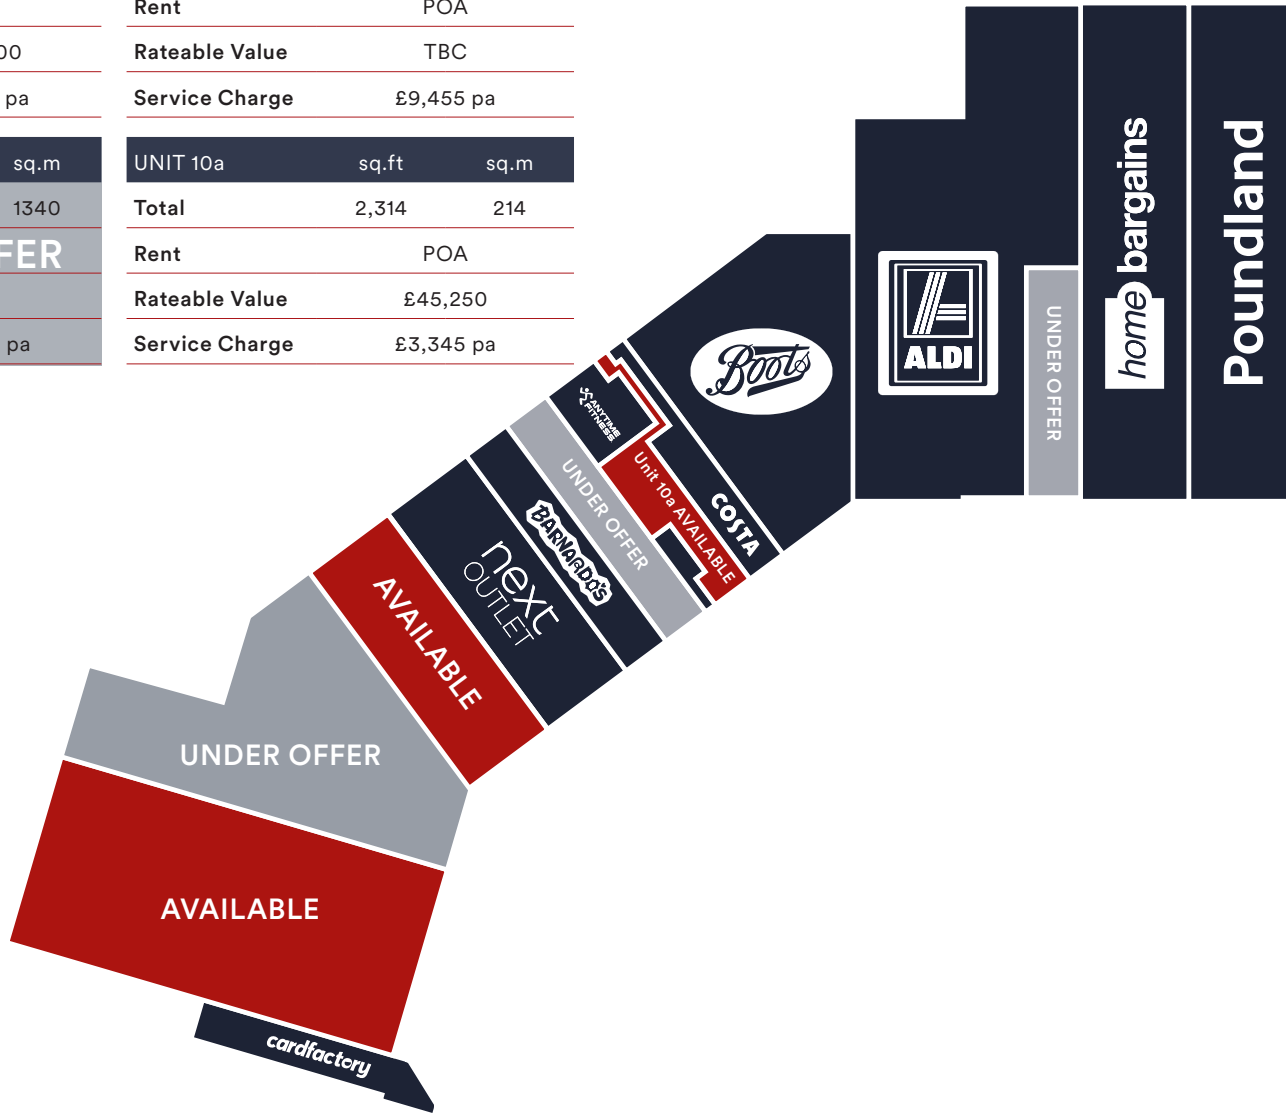 Rent POA
00 Rateable Value TBC
pa Service Charge £9,455 pa
sq.m UNIT 10a sq.ft sq.m
1340 Total 2,314 214
FER Rent POA
Rateable Value £45,250
pa Service Charge £3,345 pa
Poundland
home bargains
UNDER OFFER
ALDI
Boots
COSTA
Unit 10a AVAILABLE
ANYTIME
FITNESS
UNDER OFFER
BARNARDO'S
next
OUTLET
AVAILABLE
UNDER OFFER
AVAILABLE
cardfactory